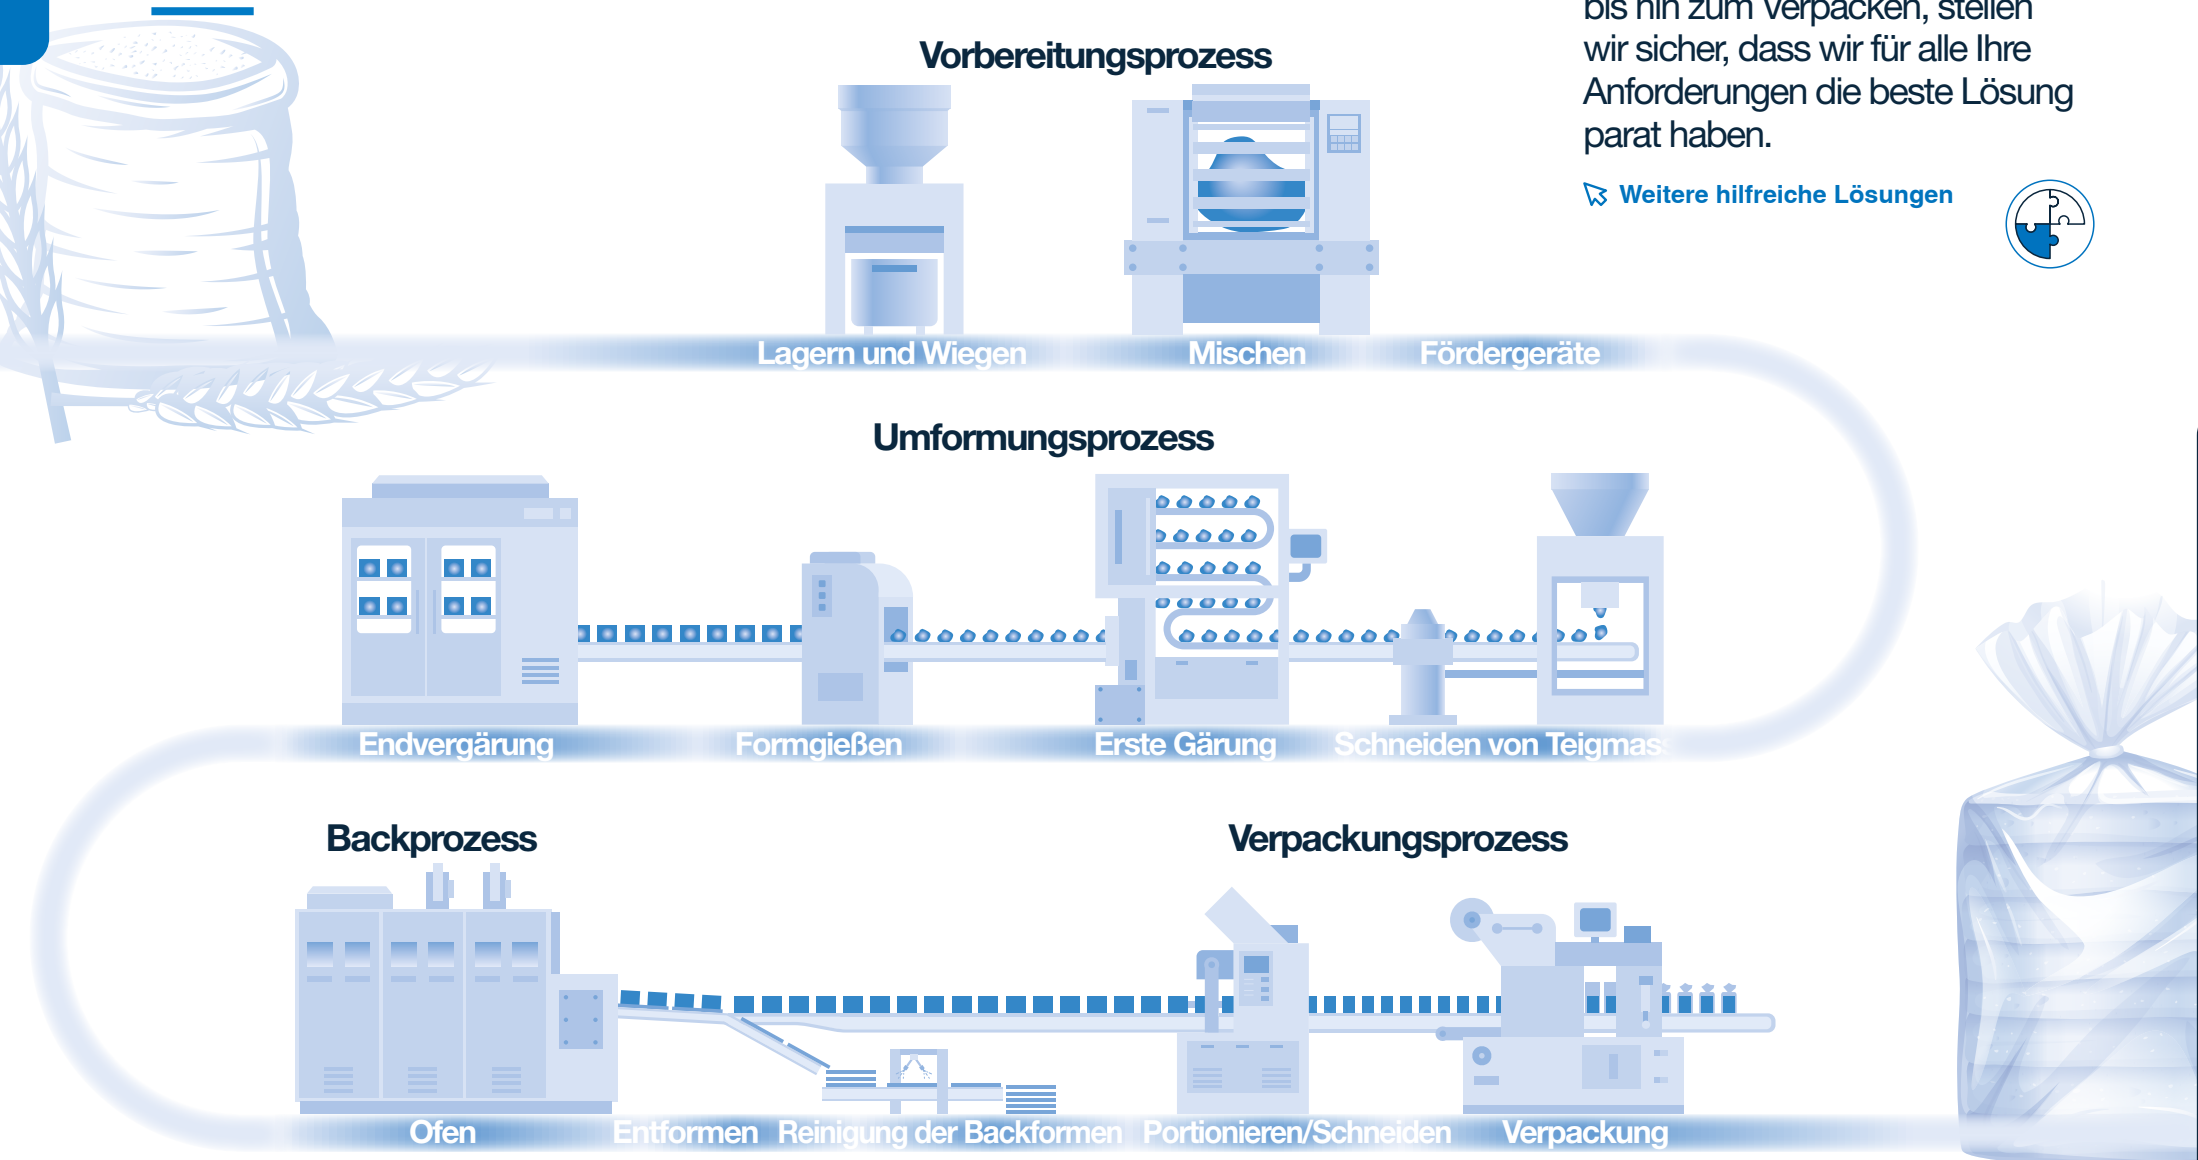 bis hin zum Verpacken, stellen
wir sicher, dass wir für alle Ihre
Anforderungen die beste Lösung
parat haben.
Weitere hilfreiche Lösungen
Vorbereitungsprozess
Lagern und Wiegen
Mischen
Fördergeräte
Umformungsprozess
Endvergärung
Formgießen
Erste Gärung
Schneiden von Teigmas
Backprozess
Verpackungsprozess
Ofen
Entformen
Reinigung der Backformen
Portionieren/Schneiden
Verpackung